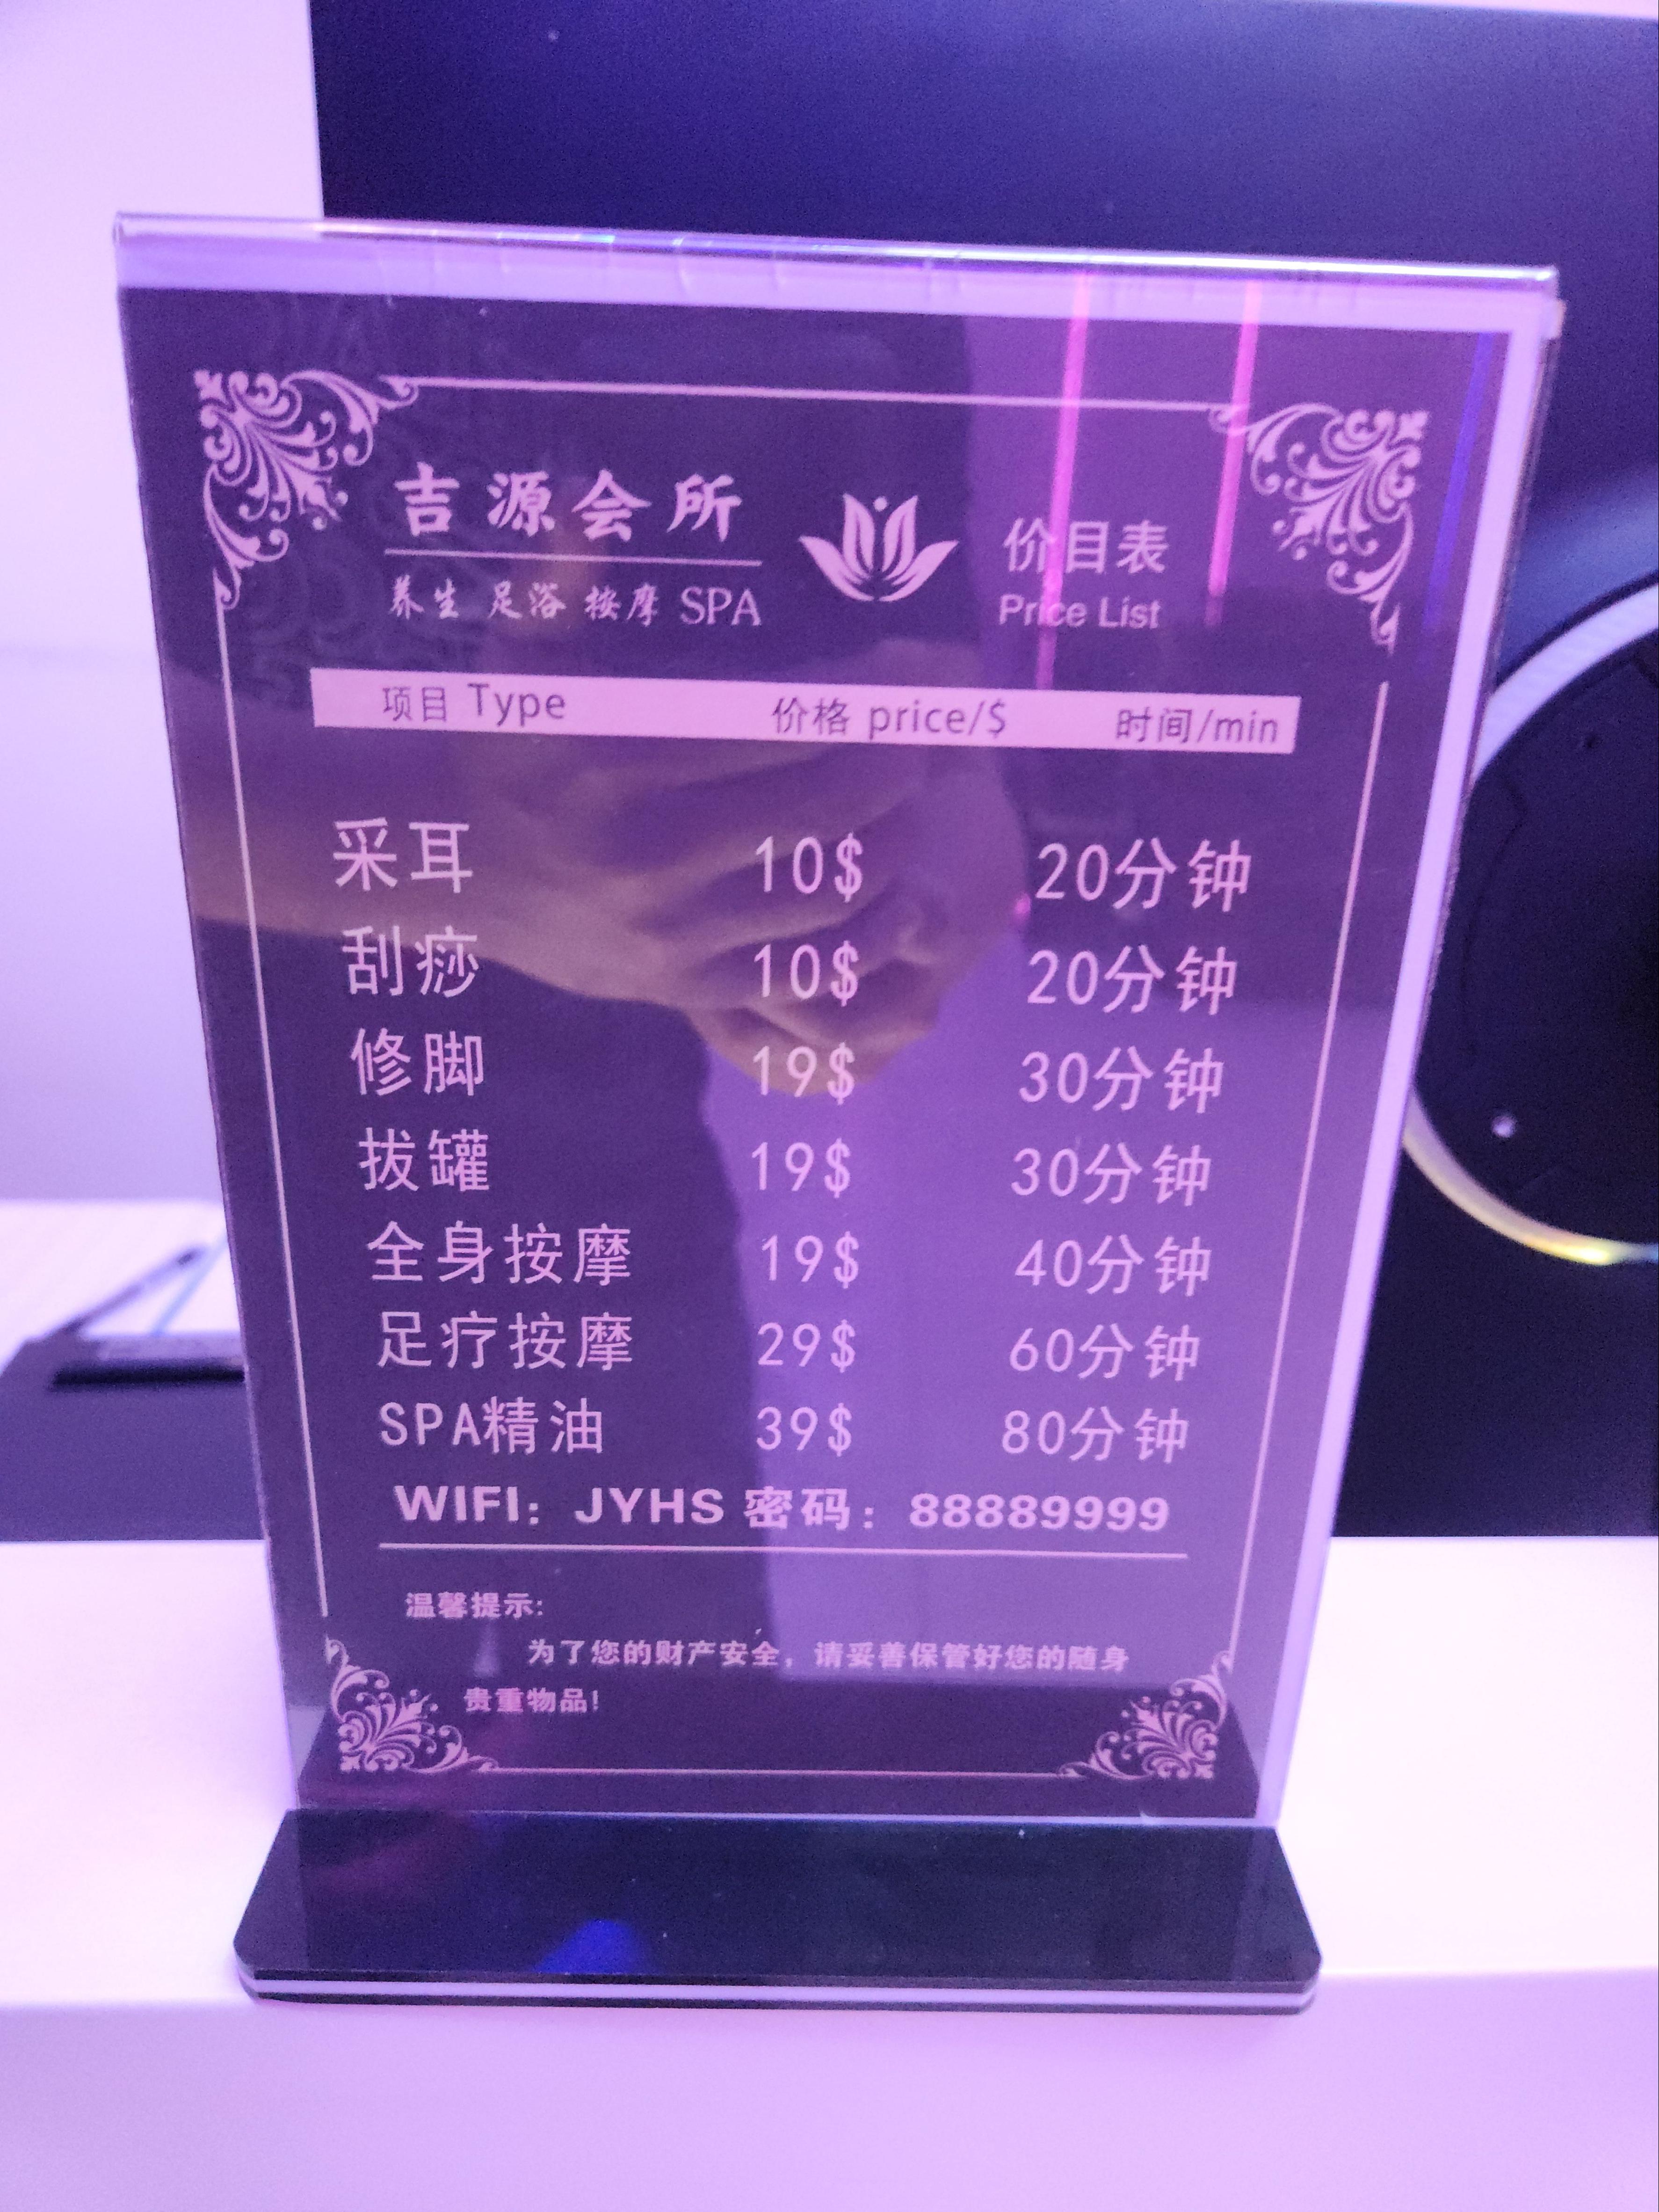 吉源会所
养生 足浴 按摩 SPA
价目表
Price List
项目 Type 价格 price/$ 时间/min
采耳 10$ 20分钟
刮痧 10$ 20分钟
修脚 19$ 30分钟
拔罐 19$ 30分钟
全身按摩 19$ 40分钟
足疗按摩 29$ 60分钟
SPA精油 39$ 80分钟
WIFI：JYHS 密码：88889999
温馨提示:
为了您的财产安全，请妥善保管好您的随身
贵重物品!